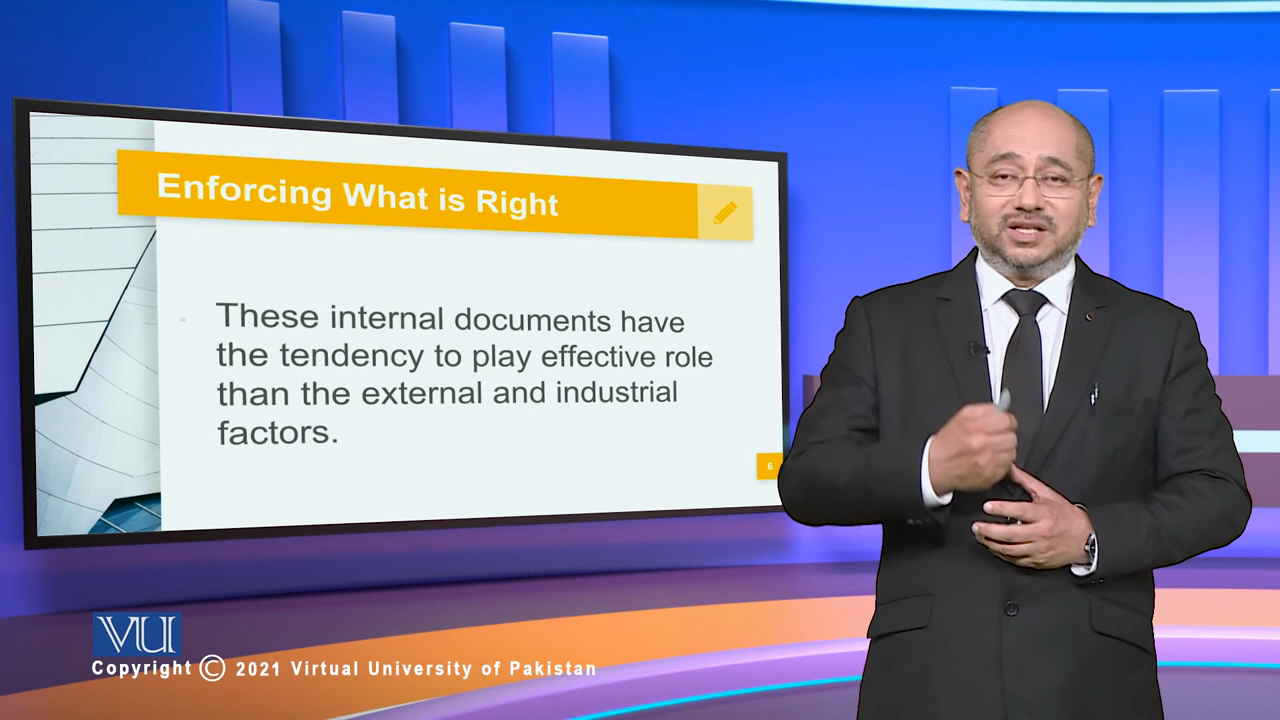 Enforcing What is Right
These internal documents have
the tendency to play effective role
than the external and industrial
factors.
6
VU
Copyright © 2021 Virtual University of Pakistan